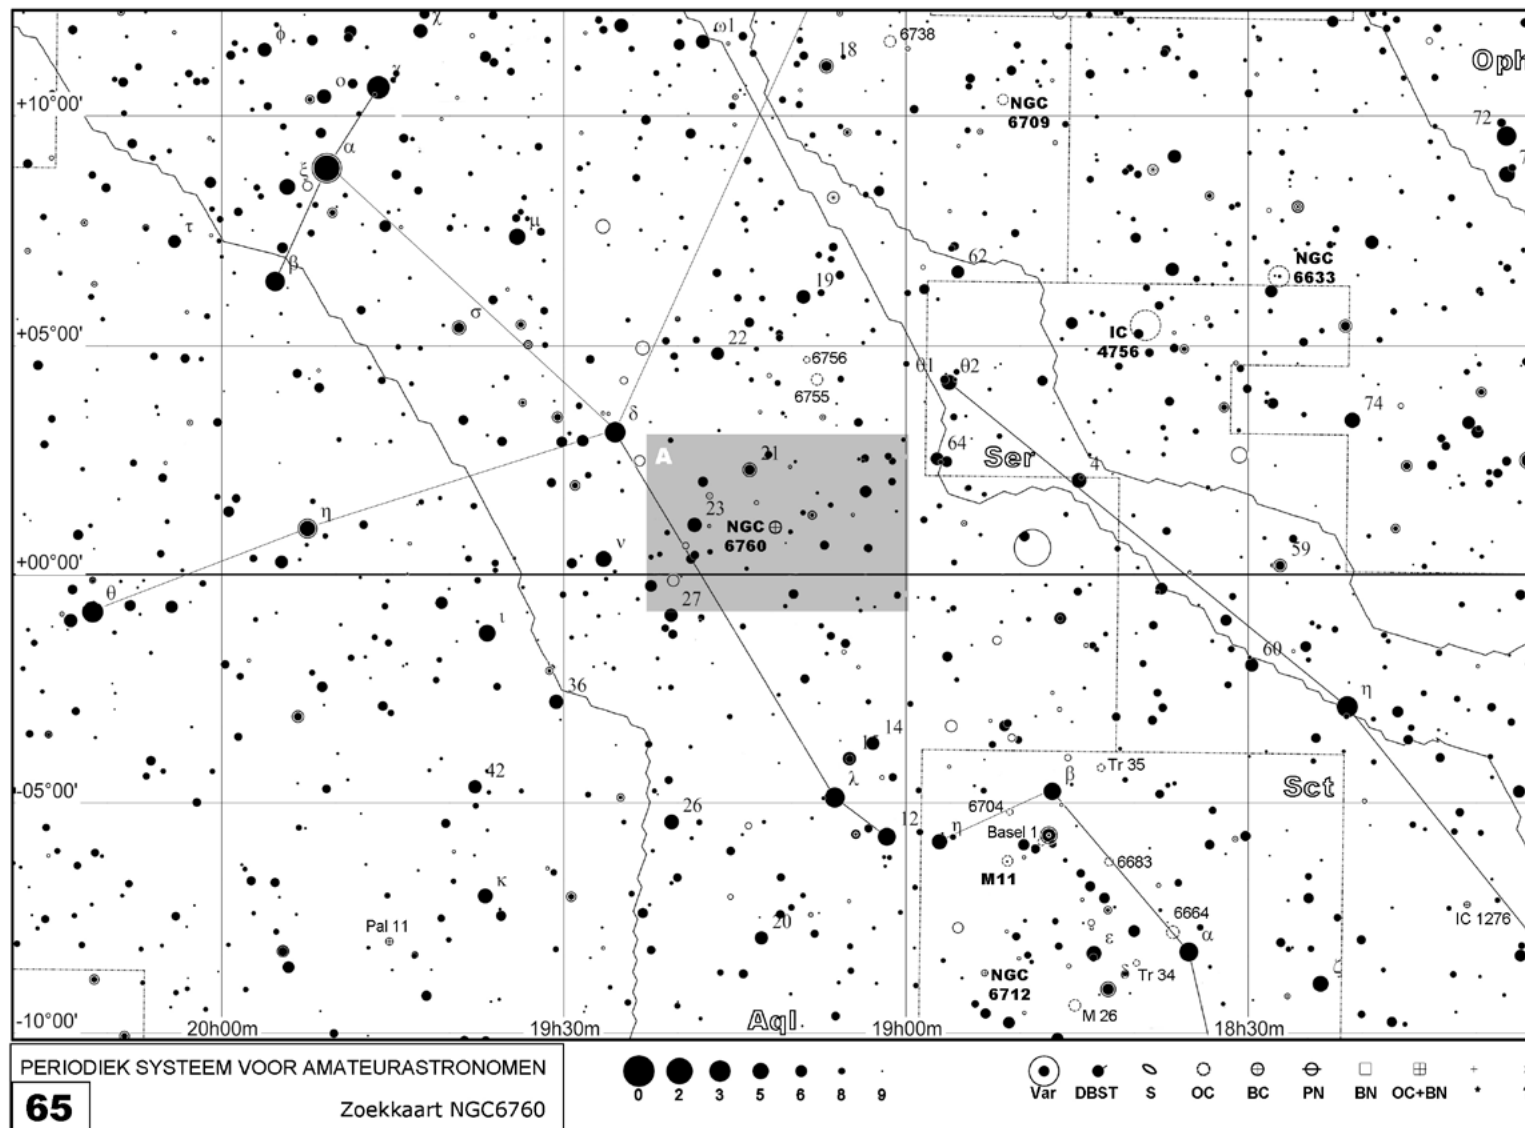 χ
ω1
6738
18
Oph
φ
ο
γ
+10°00'
NGC
6709
72
α
ξ
τ
μ
β
62
NGC
6633
19
σ
+05°00'
22
6756
6755
IC
4756
θ1
θ2
δ
74
A
21
64
Ser
4
η
23
NGC
6760
ν
59
+00°00'
θ
27
ι
60
36
η
14
15
42
λ
β
Tr 35
Sct
-05°00'
26
12
6704
η
Basel 1
6683
M11
κ
IC 1276
Pal 11
20
6664
α
ε
NGC
6712
δ
Tr 34
ζ
M 26
-10°00'
20h00m
19h30m
Aql
19h00m
18h30m
PERIODIEK SYSTEEM VOOR AMATEURASTRONOMEN
65
Zoekkaart NGC6760
0 2 3 5 6 8 9
Var DBST S OC BC PN BN OC+BN *